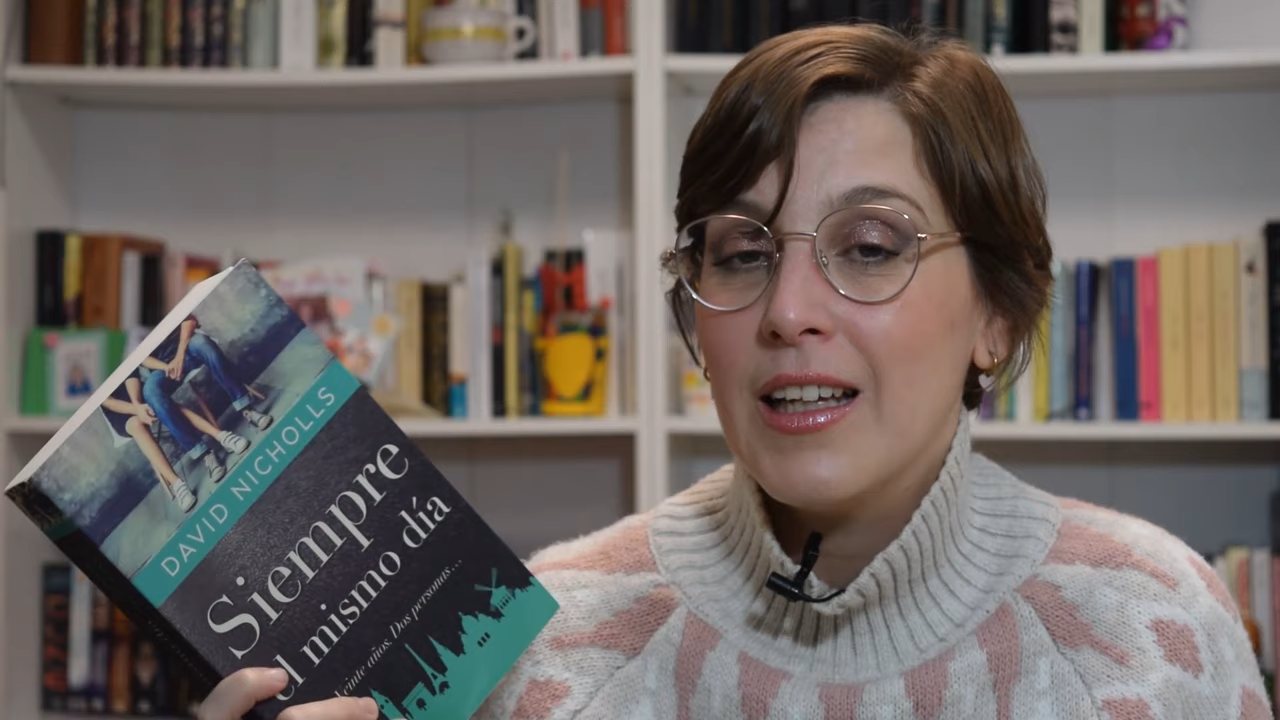 DAVID NICHOLLS
Siempre
el mismo día
Veinte años. Dos personas...